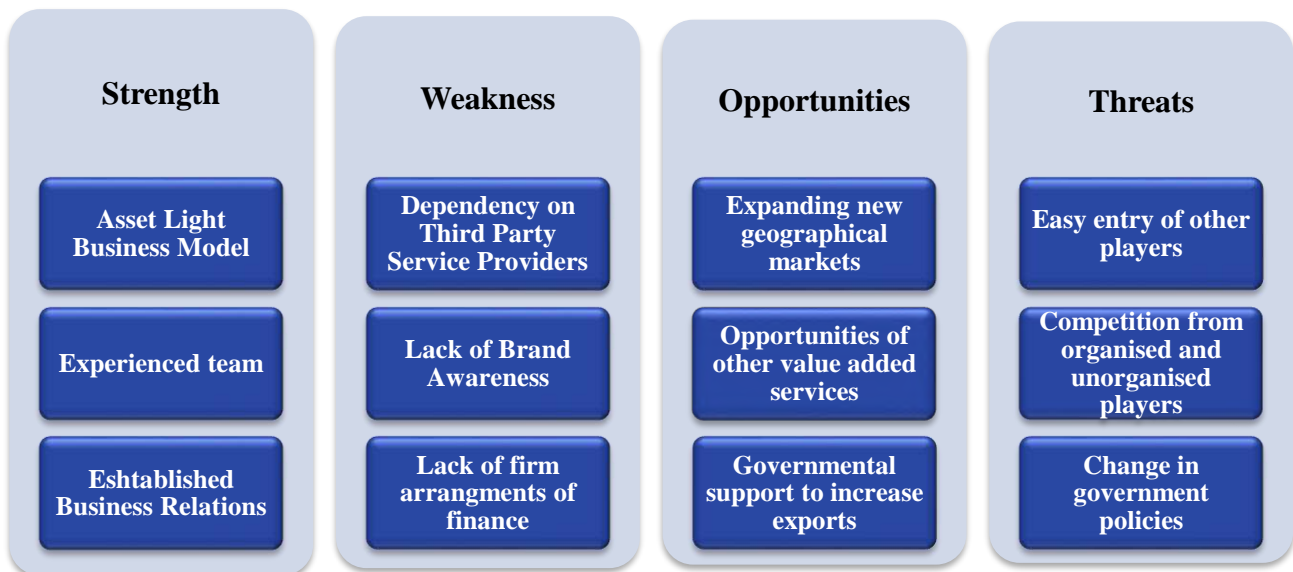 Strength
Asset Light
Business Model
Experienced team
Eshtablished
Business Relations
Weakness
Dependency on
Third Party
Service Providers
Lack of Brand
Awareness
Lack of firm
arrangments of
finance
Opportunities
Expanding new
geographical
markets
Opportunities of
other value added
services
Governmental
support to increase
exports
Threats
Easy entry of other
players
Competition from
organised and
unorganised
players
Change in
government
policies